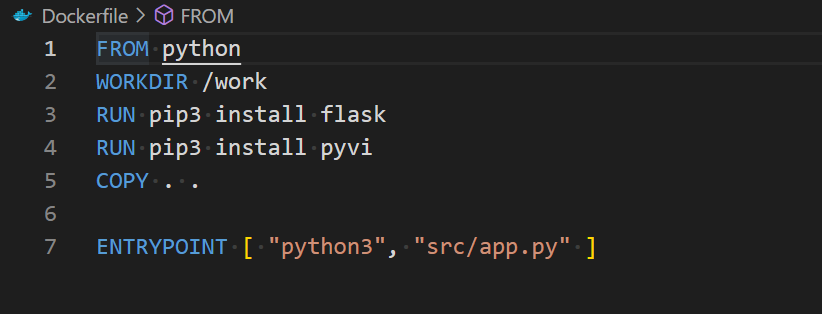 Dockerfile > FROM
1 FROM python
2 WORKDIR /work
3 RUN pip3 install flask
4 RUN pip3 install pyvi
5 COPY . .
6
7 ENTRYPOINT [ "python3", "src/app.py" ]